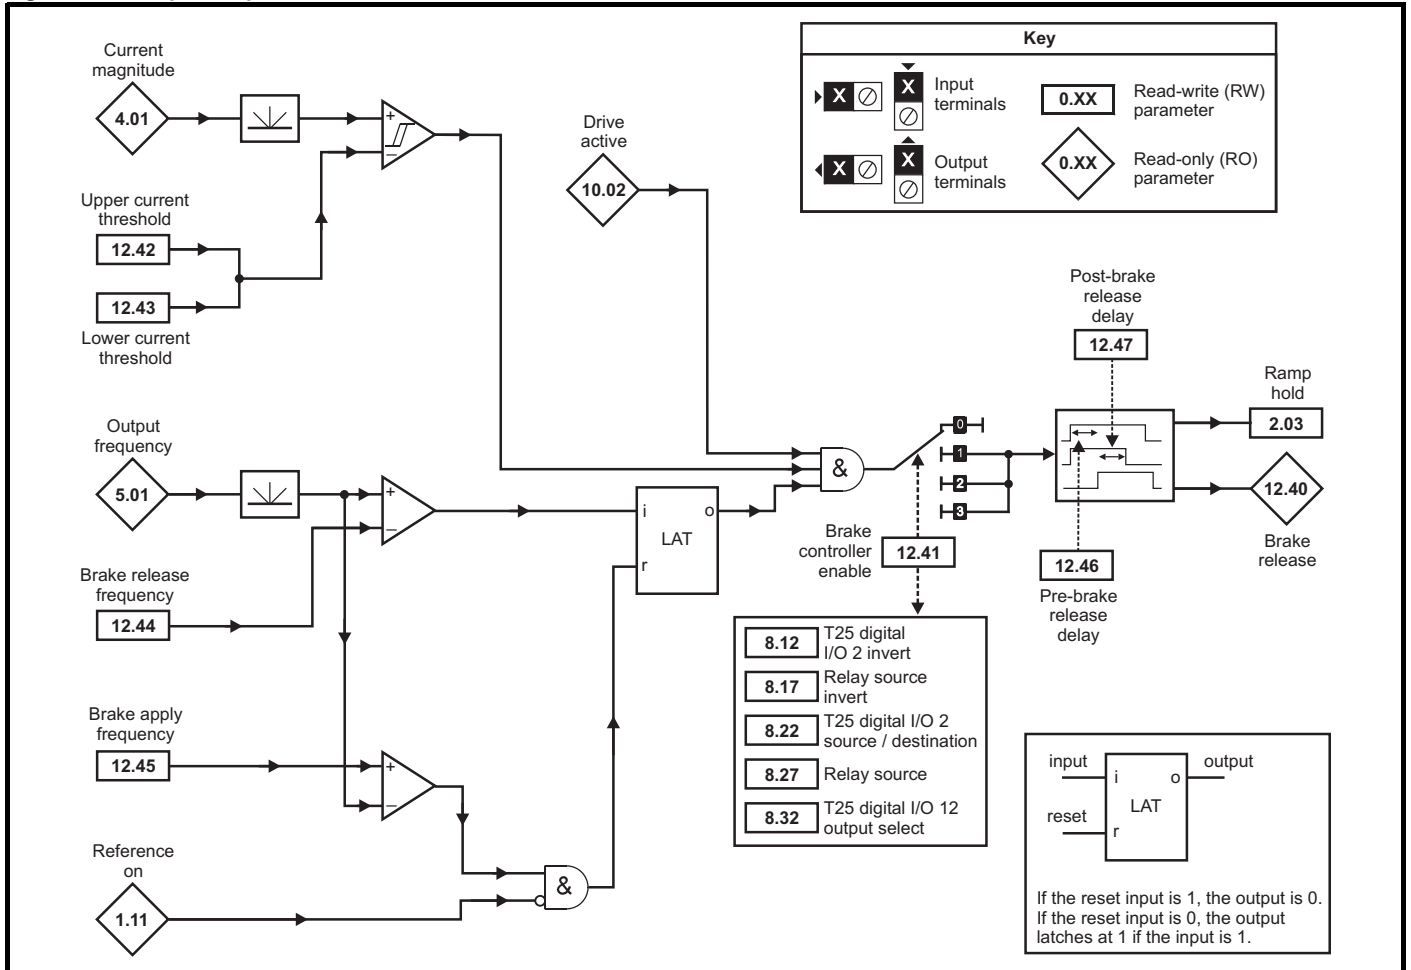 Current
magnitude
4.01
+
−
Upper current
threshold
12.42
12.43
Lower current
threshold
Drive
active
10.02
Key
X
X
Input
terminals
0.XX
Read-write (RW)
parameter
X
X
Output
terminals
0.XX
Read-only (RO)
parameter
Output
frequency
5.01
+
−
Brake release
frequency
12.44
i
o
LAT
r
&
0
1
2
3
Brake
controller
enable
12.41
Post-brake
release
delay
12.47
12.46
Pre-brake
release
delay
Ramp
hold
2.03
12.40
Brake
release
8.12
T25 digital
I/O 2 invert
8.17
Relay source
invert
8.22
T25 digital I/O 2
source / destination
8.27
Relay source
8.32
T25 digital I/O 12
output select
Brake apply
frequency
12.45
+
−
Reference
on
1.11
&
input
i
o
output
LAT
reset
r
If the reset input is 1, the output is 0.
If the reset input is 0, the output
latches at 1 if the input is 1.